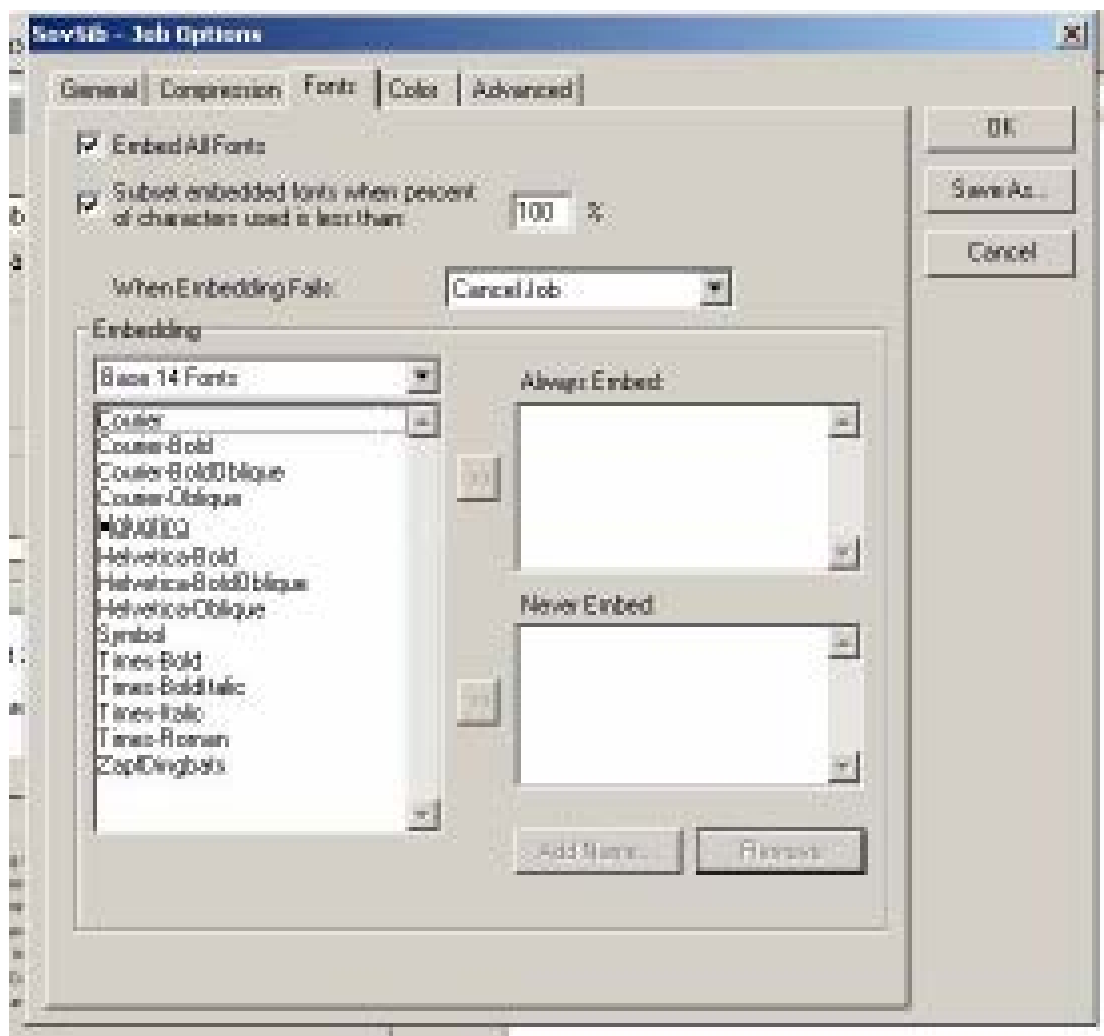 SovSib - Job Options
General Compression Fonts Color Advanced
OK
Embed All Fonts
Subset embedded fonts when percent
of characters used is less than: 100 %
Save As...
Cancel
When Embedding Fails: Cancel Job
Embedding
Base 14 Fonts
Always Embed:
Courier
Courier-Bold
Courier-BoldOblique
Courier-Oblique
Helvetica
Helvetica-Bold
Helvetica-BoldOblique
Helvetica-Oblique
Never Embed:
Symbol
Times-Bold
Times-BoldItalic
Times-Italic
Times-Roman
ZapfDingbats
Add Name... Remove